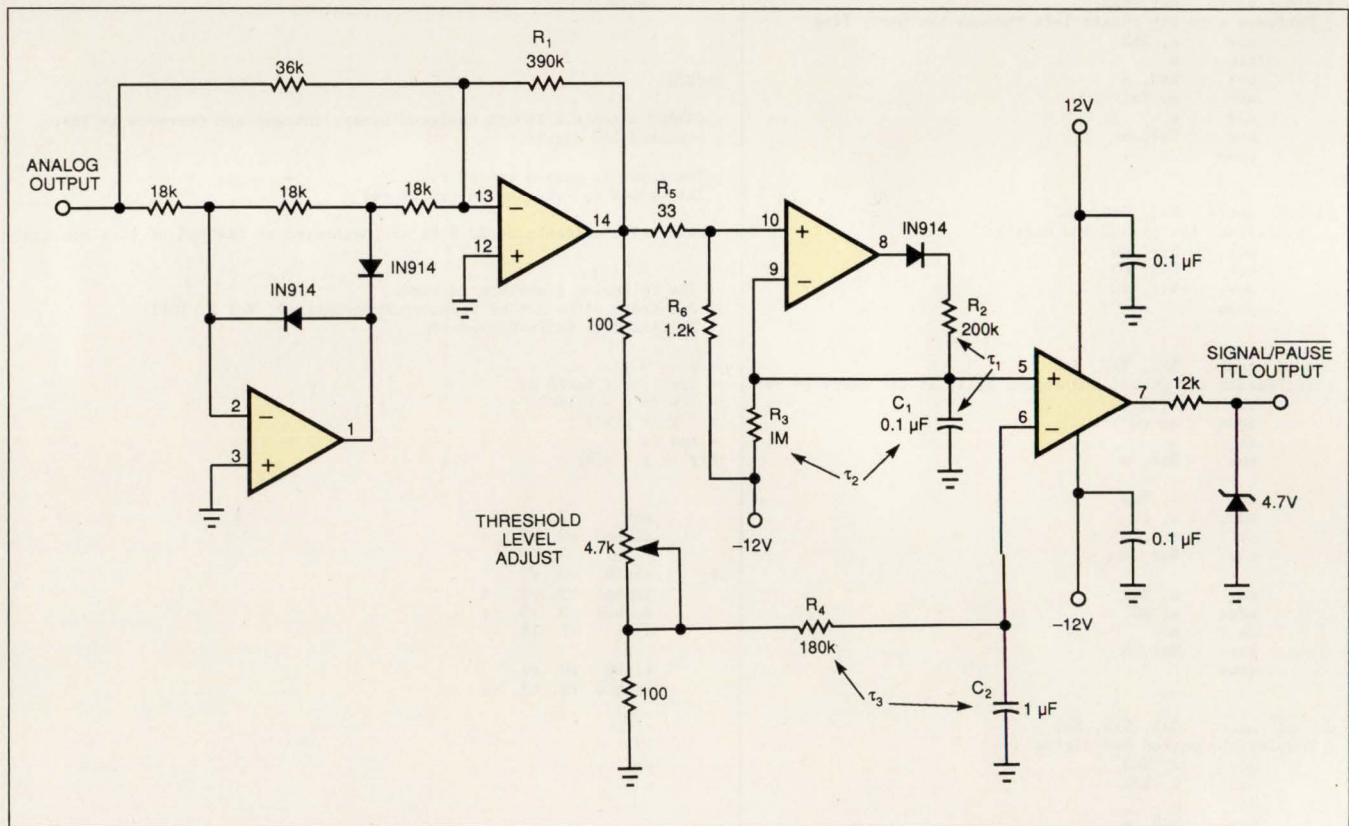 R1
390k
36k
ANALOG
OUTPUT
18k
18k
18k
13
12
14
R5
33
10
9
8
IN914
IN914
IN914
2
3
1
100
R6
1.2k
R2
200k
τ1
R3
IM
C1
0.1 µF
τ2
–12V
12V
0.1 µF
5
6
7
12k
SIGNAL/PAUSE
TTL OUTPUT
4.7V
0.1 µF
–12V
THRESHOLD
LEVEL
ADJUST
4.7k
R4
180k
τ3
C2
1 µF
100